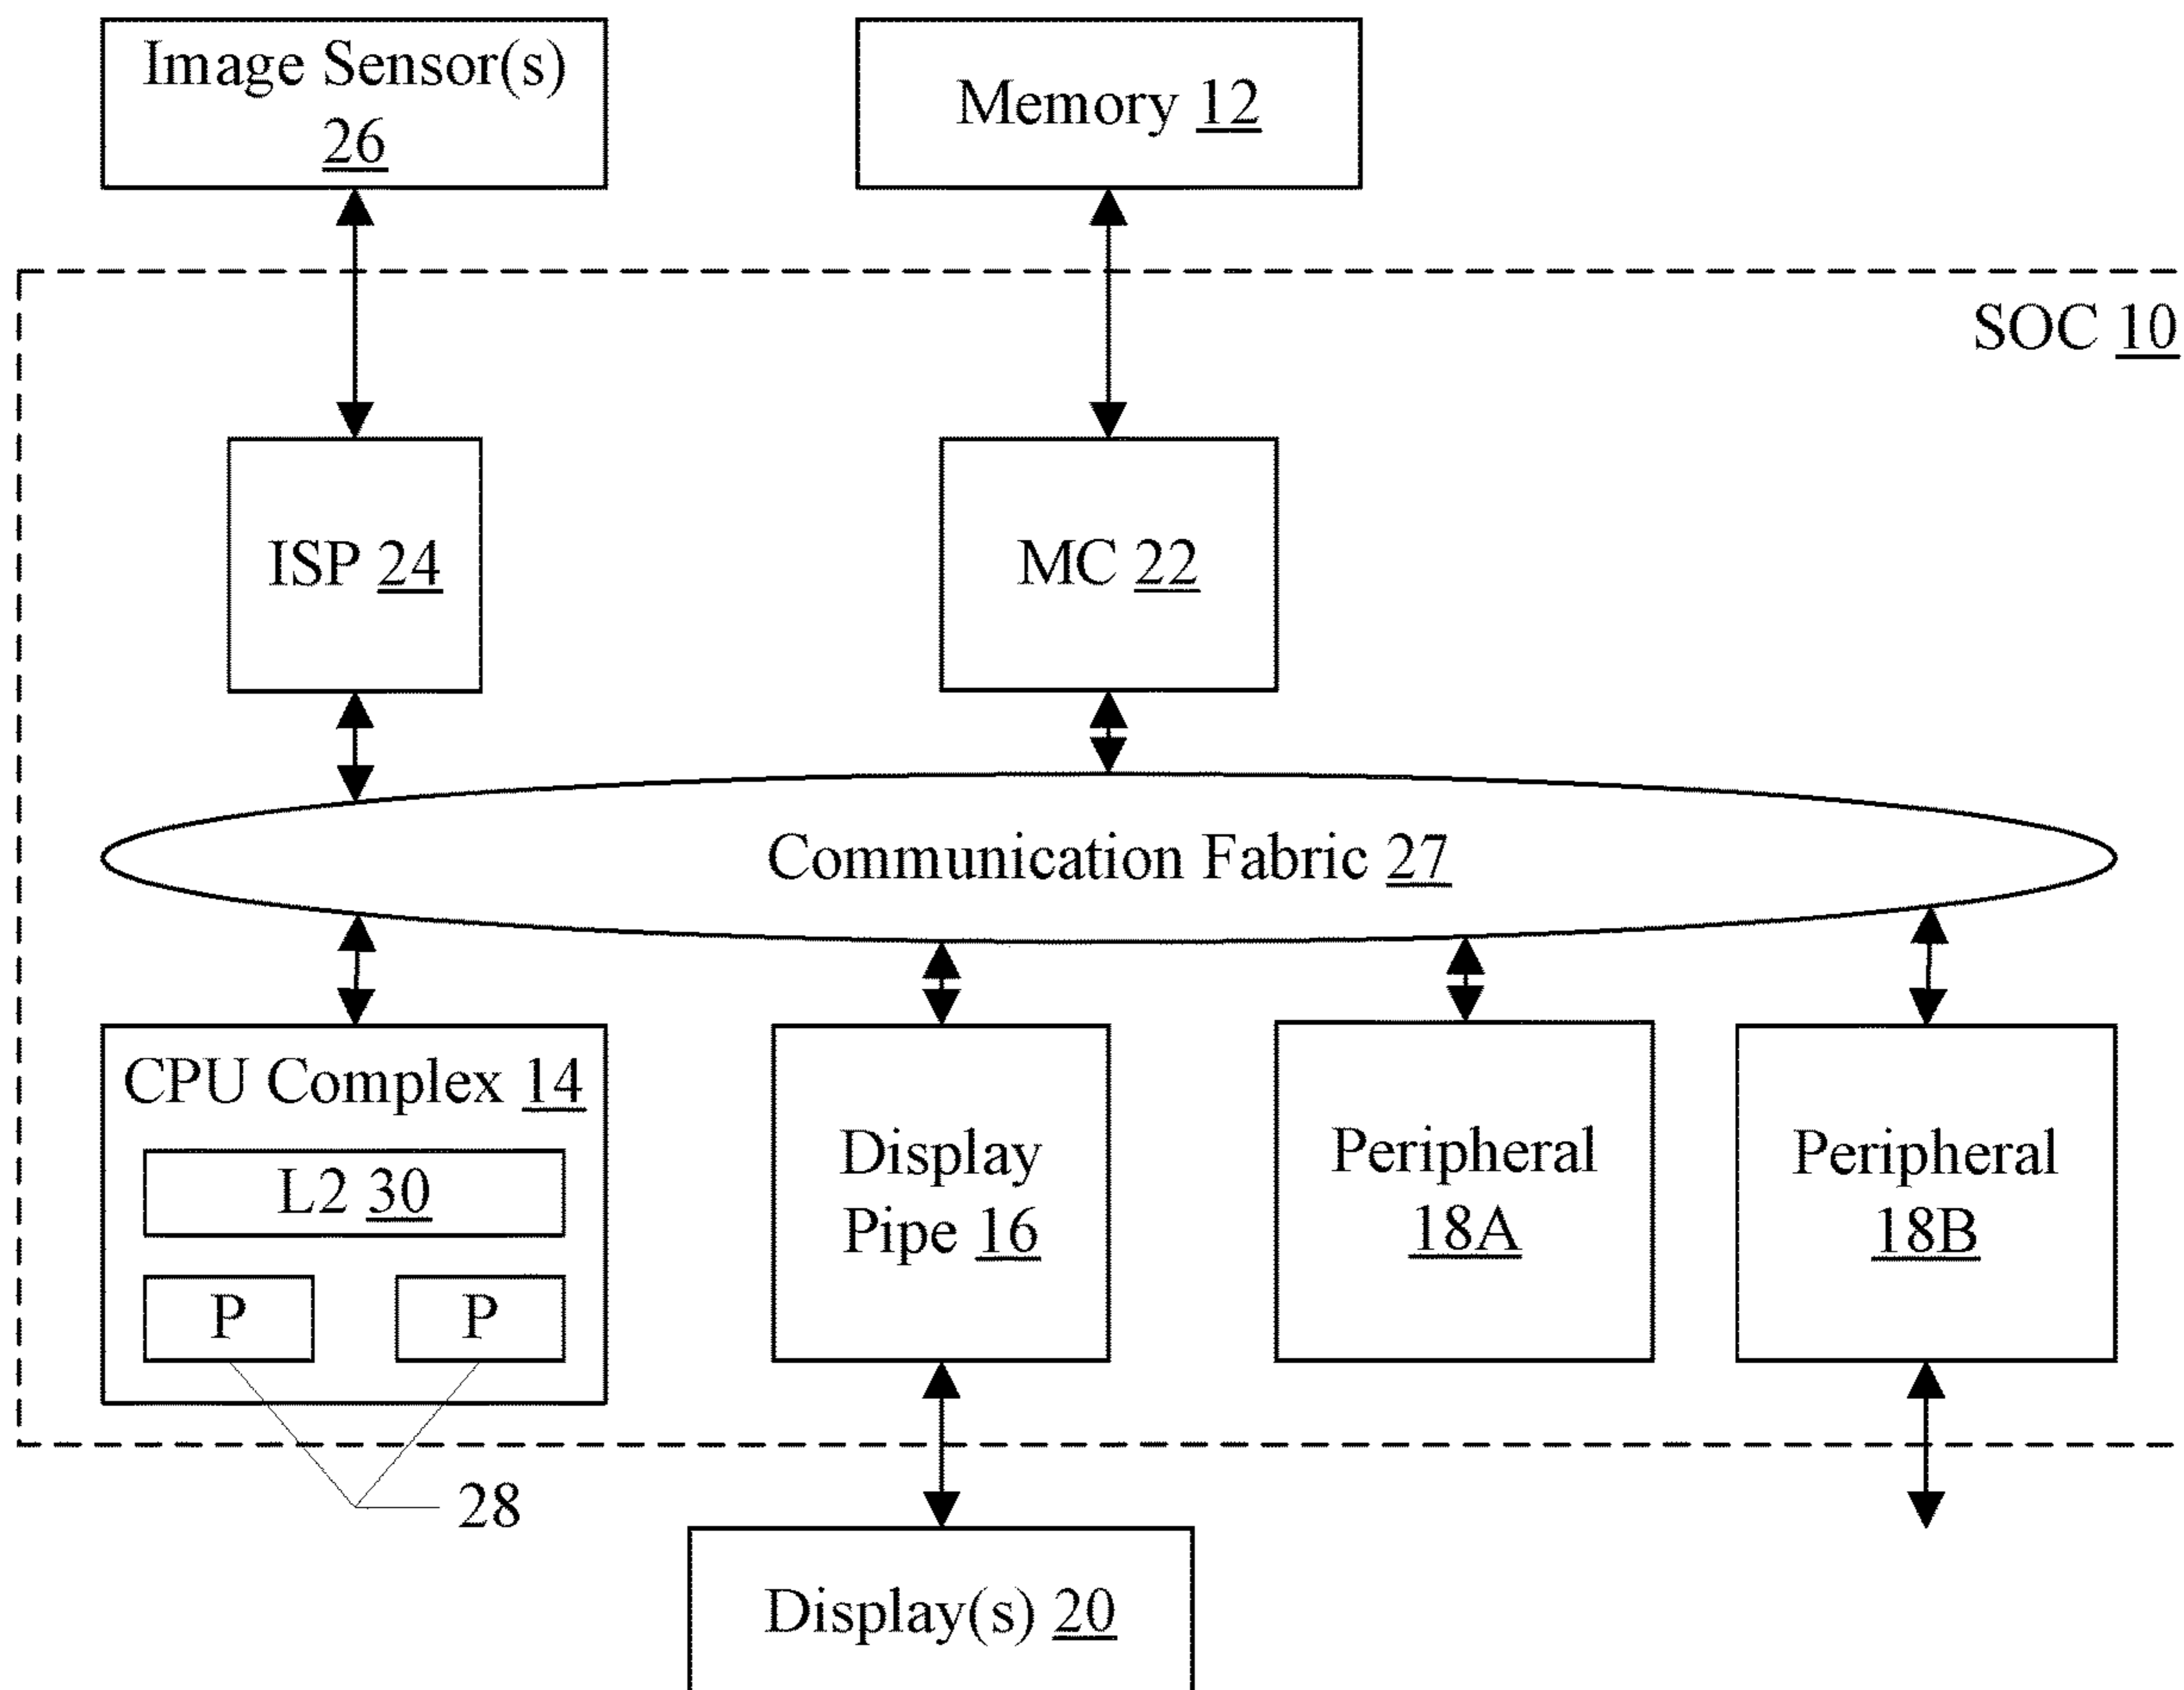 Image Sensor(s)
26
Memory 12
SOC 10
ISP 24
MC 22
Communication Fabric 27
CPU Complex 14
L2 30
P
P
28
Display
Pipe 16
Peripheral
18A
Peripheral
18B
Display(s) 20